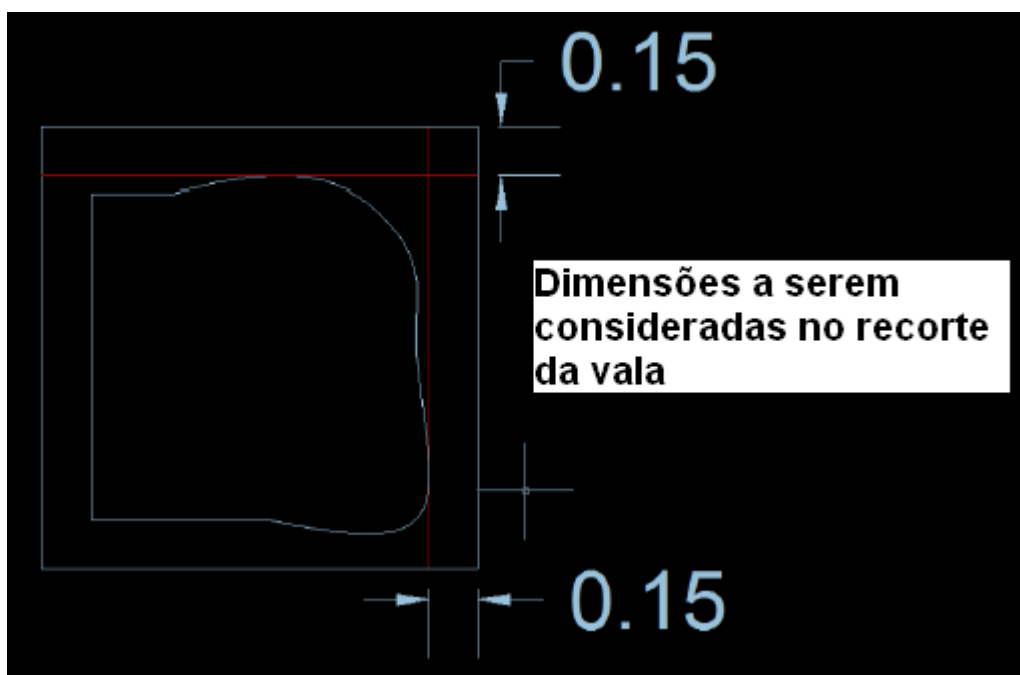 0.15
Dimensões a serem
consideradas no recorte
da vala
0.15